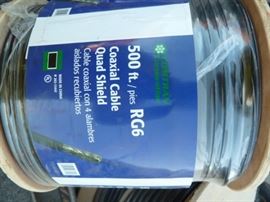 500 ft. / pies RG6
Coaxial Cable
Quad Shield
Cable coaxial con 4 alambres
aislados recubiertos